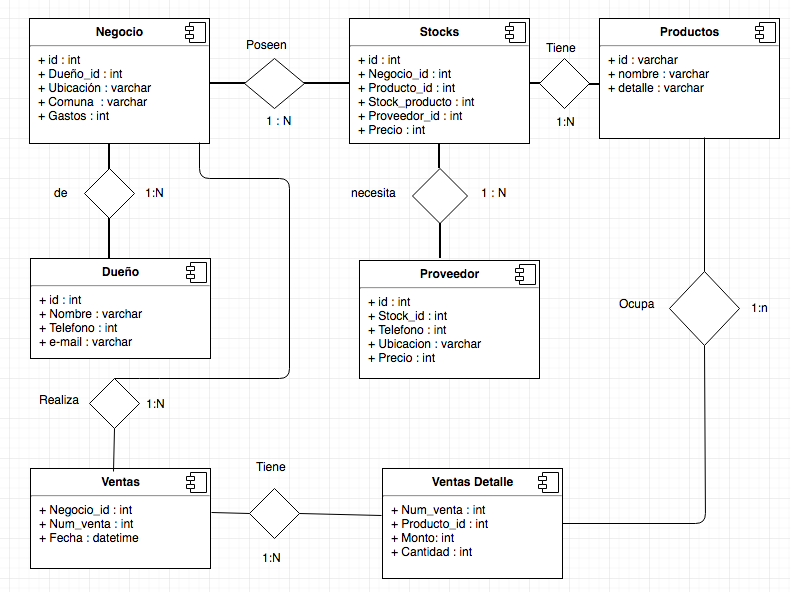 Negocio
+ id : int
+ Dueño_id : int
+ Ubicación : varchar
+ Comuna : varchar
+ Gastos : int
Poseen
1 : N
Stocks
+ id : int
+ Negocio_id : int
+ Producto_id : int
+ Stock_producto : int
+ Proveedor_id : int
+ Precio : int
Tiene
1:N
Productos
+ id : varchar
+ nombre : varchar
+ detalle : varchar
de
1:N
necesita
1 : N
Dueño
+ id : int
+ Nombre : varchar
+ Telefono : int
+ e-mail : varchar
Proveedor
+ id : int
+ Stock_id : int
+ Telefono : int
+ Ubicacion : varchar
+ Precio : int
Ocupa
1:n
Realiza
1:N
Ventas
+ Negocio_id : int
+ Num_venta : int
+ Fecha : datetime
Tiene
1:N
Ventas Detalle
+ Num_venta : int
+ Producto_id : int
+ Monto: int
+ Cantidad : int